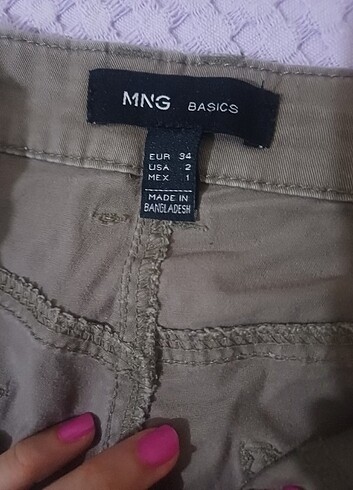 MNG BASICS
EUR 34
USA 2
MEX 1
MADE IN
BANGLADESH